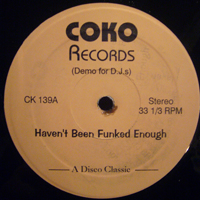 COKO
RECORDS
(Demo for D.J,s)
CK 139A
Stereo
33 1/3 RPM
Haven't Been Funked Enough
A Disco Classic